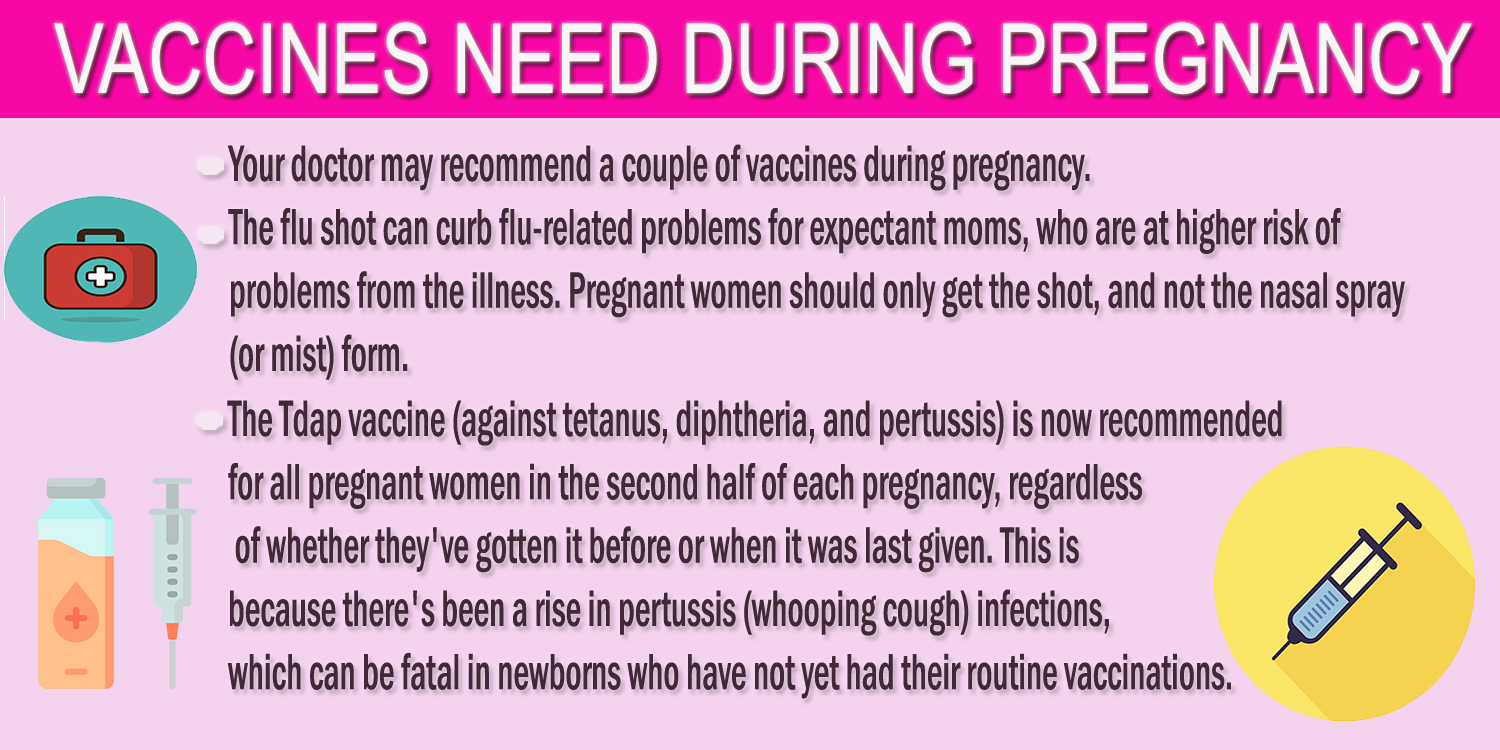 VACCINES NEED DURING PREGNANCY
Your doctor may recommend a couple of vaccines during pregnancy.
The flu shot can curb flu-related problems for expectant moms, who are at higher risk of
problems from the illness. Pregnant women should only get the shot, and not the nasal spray
(or mist) form.
The Tdap vaccine (against tetanus, diphtheria, and pertussis) is now recommended
for all pregnant women in the second half of each pregnancy, regardless
of whether they've gotten it before or when it was last given. This is
because there's been a rise in pertussis (whooping cough) infections,
which can be fatal in newborns who have not yet had their routine vaccinations.